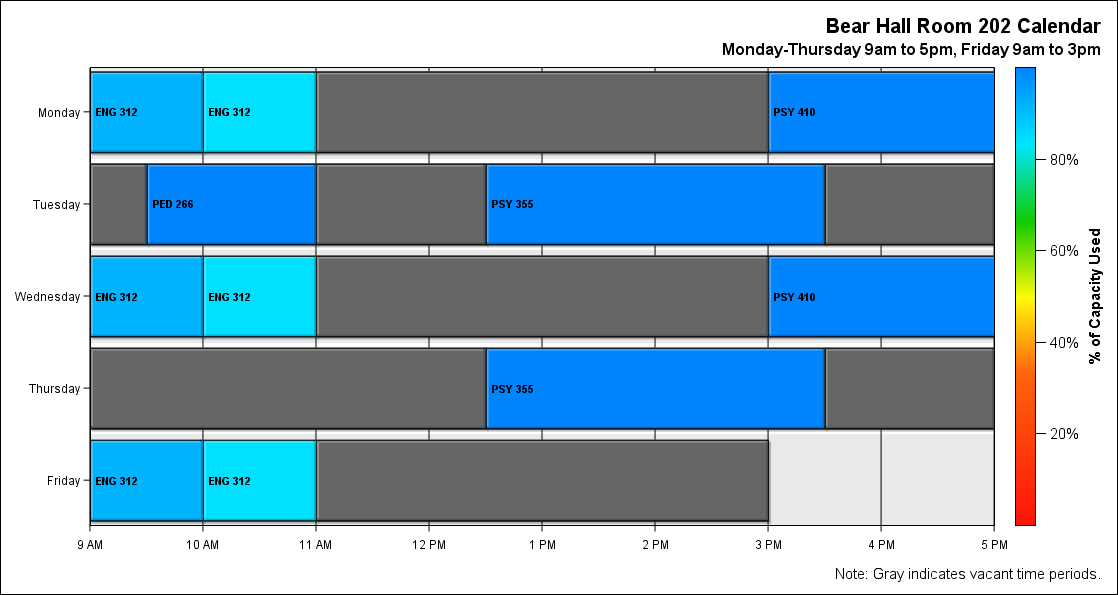 Bear Hall Room 202 Calendar
Monday-Thursday 9am to 5pm, Friday 9am to 3pm
Monday
ENG 312
ENG 312
PSY 410
Tuesday
PED 266
PSY 355
Wednesday
ENG 312
ENG 312
PSY 410
Thursday
PSY 355
Friday
ENG 312
ENG 312
9 AM
10 AM
11 AM
12 PM
1 PM
2 PM
3 PM
4 PM
5 PM
80%
60%
40%
20%
% of Capacity Used
Note: Gray indicates vacant time periods.